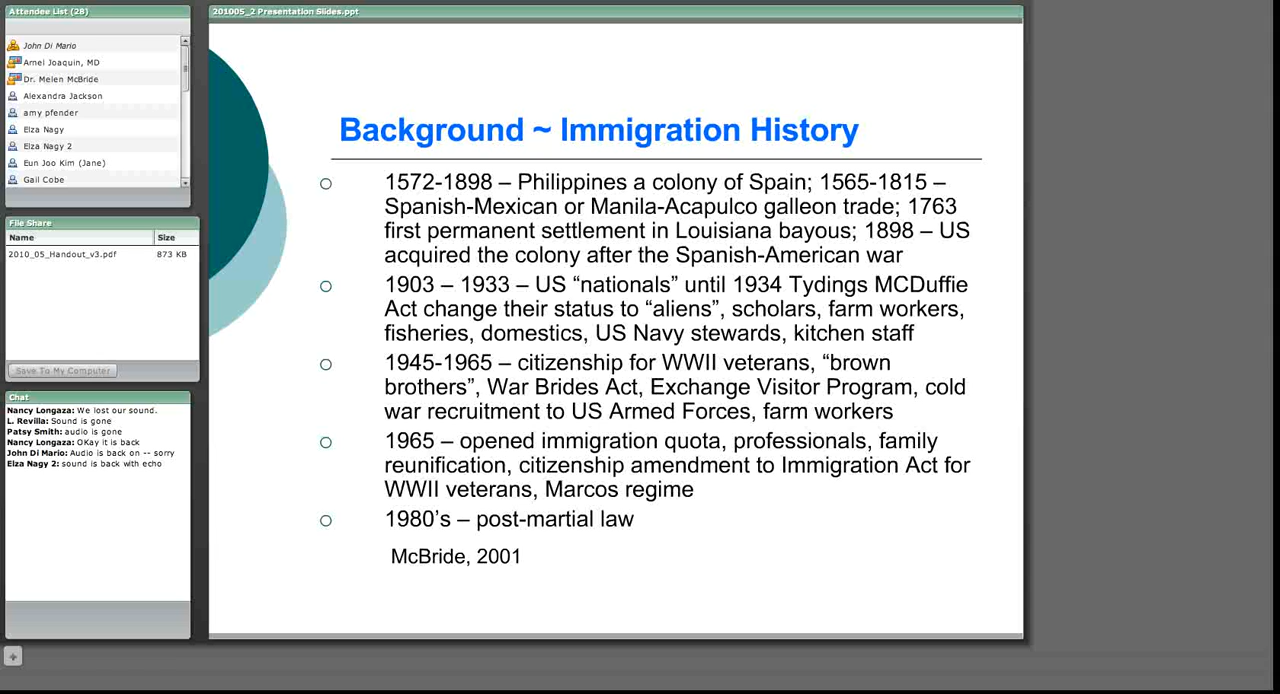 Attendee List (28)
John Di Mario
Arnel Joaquin, MD
Dr. Melen McBride
Alexandra Jackson
amy pfender
Elza Nagy
Elza Nagy 2
Eun Joo Kim (Jane)
Gail Cobe
File Share
Name Size
2010_05_Handout_v3.pdf 873 KB
Save To My Computer
Chat
Nancy Longaza: We lost our sound.
L. Revilla: Sound is gone
Patsy Smith: audio is gone
Nancy Longaza: OKay it is back
John Di Mario: Audio is back on -- sorry
Elza Nagy 2: sound is back with echo
201005_2 Presentation Slides.ppt
Background ~ Immigration History
1572-1898 – Philippines a colony of Spain; 1565-1815 –
Spanish-Mexican or Manila-Acapulco galleon trade; 1763
first permanent settlement in Louisiana bayous; 1898 – US
acquired the colony after the Spanish-American war
1903 – 1933 – US “nationals” until 1934 Tydings MCDuffie
Act change their status to “aliens”, scholars, farm workers,
fisheries, domestics, US Navy stewards, kitchen staff
1945-1965 – citizenship for WWII veterans, “brown
brothers”, War Brides Act, Exchange Visitor Program, cold
war recruitment to US Armed Forces, farm workers
1965 – opened immigration quota, professionals, family
reunification, citizenship amendment to Immigration Act for
WWII veterans, Marcos regime
1980’s – post-martial law
McBride, 2001